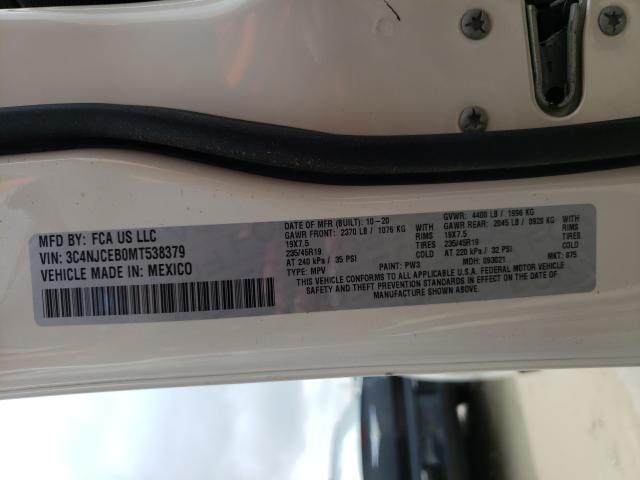 MFD BY: FCA US LLC
VIN: 3C4NJCEB0MT538379
VEHICLE MADE IN: MEXICO
DATE OF MFR (BUILT): 10-20
GAWR FRONT: 2370 LB / 1076 KG
19X7.5 RIMS
235/45R19 TIRES
AT 240 kPa / 35 PSI COLD
TYPE: MPV PAINT: PW3
GVWR: 4400 LB / 1996 KG
GAWR REAR: 2045 LB / 0928 KG
19X7.5 RIMS
235/45R19 TIRES
AT 220 kPa / 32 PSI COLD
MDH: 093021 MKT: 875
THIS VEHICLE CONFORMS TO ALL APPLICABLE U.S.A. FEDERAL MOTOR VEHICLE
SAFETY, BUMPER, AND THEFT PREVENTION STANDARDS IN EFFECT ON THE DATE OF
MANUFACTURE SHOWN ABOVE.